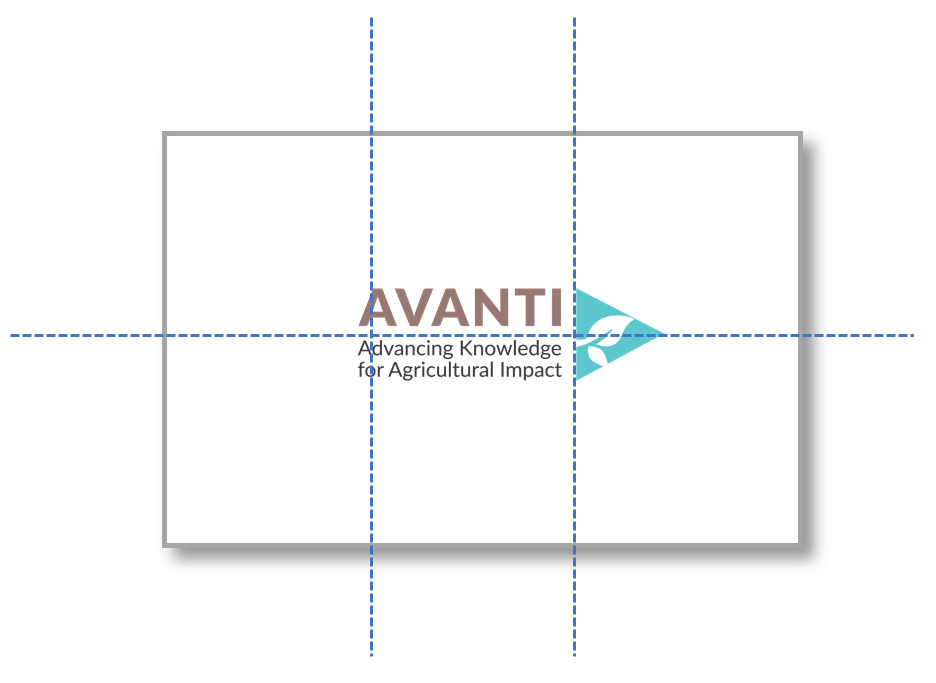 AVANTI
Advancing Knowledge
for Agricultural Impact